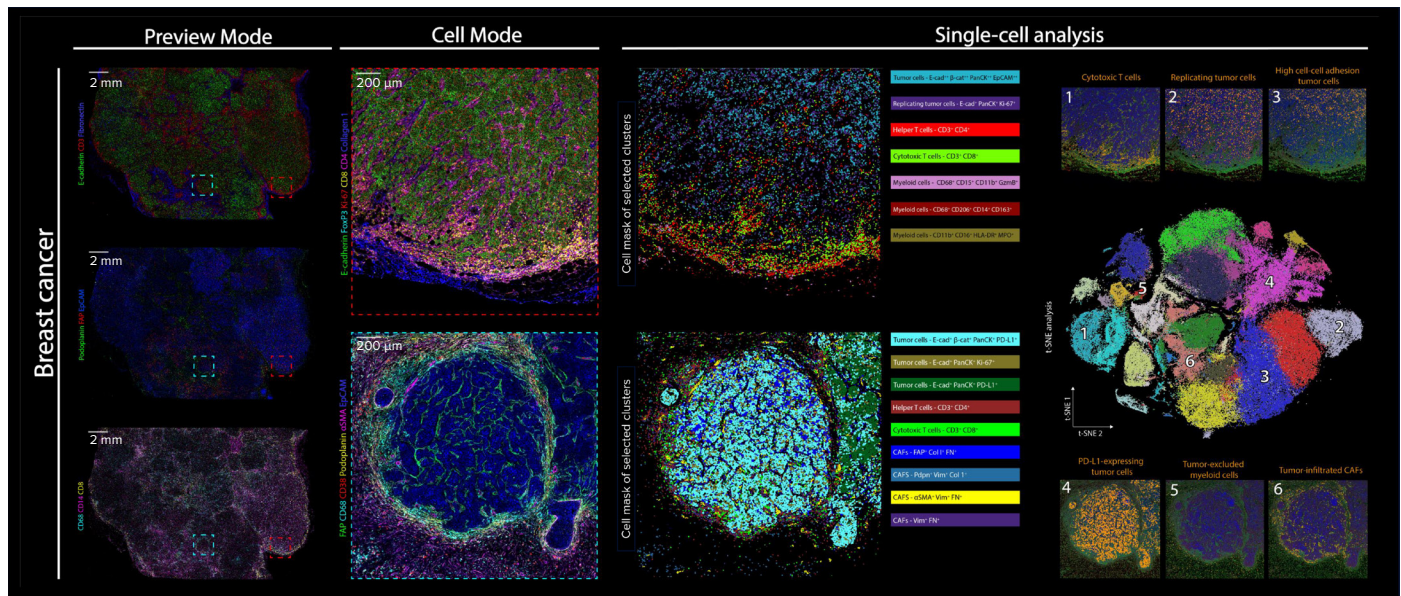 Preview Mode
Cell Mode
Single-cell analysis
Breast cancer
2 mm
E-cadherin CD3 Fibronectin
2 mm
Podoplanin FAP EpCAM
2 mm
CD68 CD14 CD8
200 µm
E-cadherin FoxP3 Ki-67 CD8 CD4 Collagen 1
200 µm
FAP CD68 CD38 Podoplanin αSMA EpCAM
Cell mask of selected clusters
Tumor cells - E-cad⁺⁺ β-cat⁺⁺ PanCK⁺⁺ EpCAM⁺⁺
Replicating tumor cells - E-cad⁺ PanCK⁺ Ki-67⁺
Helper T cells - CD3⁺ CD4⁺
Cytotoxic T cells - CD3⁺ CD8⁺
Myeloid cells - CD68⁺ CD15⁺ CD11b⁺ GzmB⁺
Myeloid cells - CD68⁺ CD206⁺ CD14⁺ CD163⁺
Myeloid cells - CD11b⁺ CD16⁺ HLA-DR⁺ MPO⁺
Cell mask of selected clusters
Tumor cells - E-cad⁺ β-cat⁺ PanCK⁺ PD-L1⁺
Tumor cells - E-cad⁺ PanCK⁺ Ki-67⁺
Tumor cells - E-cad⁺ PanCK⁺ PD-L1⁺
Helper T cells - CD3⁺ CD4⁺
Cytotoxic T cells - CD3⁺ CD8⁺
CAFs - FAP⁺ Col I⁺ FN⁺
CAFS - Pdpn⁺ Vim⁺ Col 1⁺
CAFS - αSMA⁺ Vim⁺ FN⁺
CAFs - Vim⁺ FN⁺
Cytotoxic T cells
1
Replicating tumor cells
2
High cell-cell adhesion
tumor cells
3
t-SNE analysis
t-SNE 1
t-SNE 2
1
2
3
4
5
6
PD-L1-expressing
tumor cells
4
Tumor-excluded
myeloid cells
5
Tumor-infiltrated CAFs
6